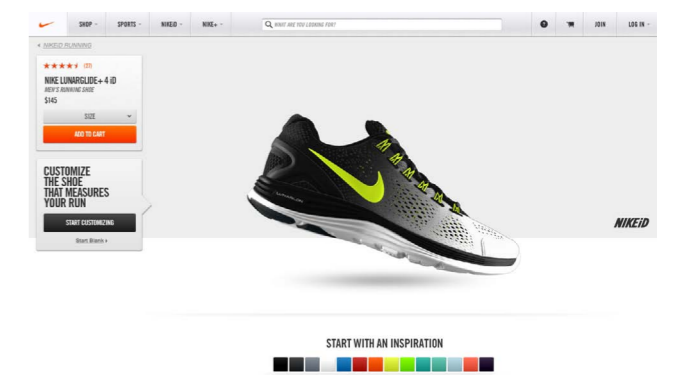 SHOP
SPORTS
NIKEiD
NIKE+
WHAT ARE YOU LOOKING FOR?
?
JOIN
LOG IN
NIKEiD RUNNING
NIKE LUNARGLIDE+ 4 iD
MEN'S RUNNING SHOE
$145
SIZE
ADD TO CART
CUSTOMIZE
THE SHOE
THAT MEASURES
YOUR RUN
START CUSTOMIZING
NIKEiD
START WITH AN INSPIRATION